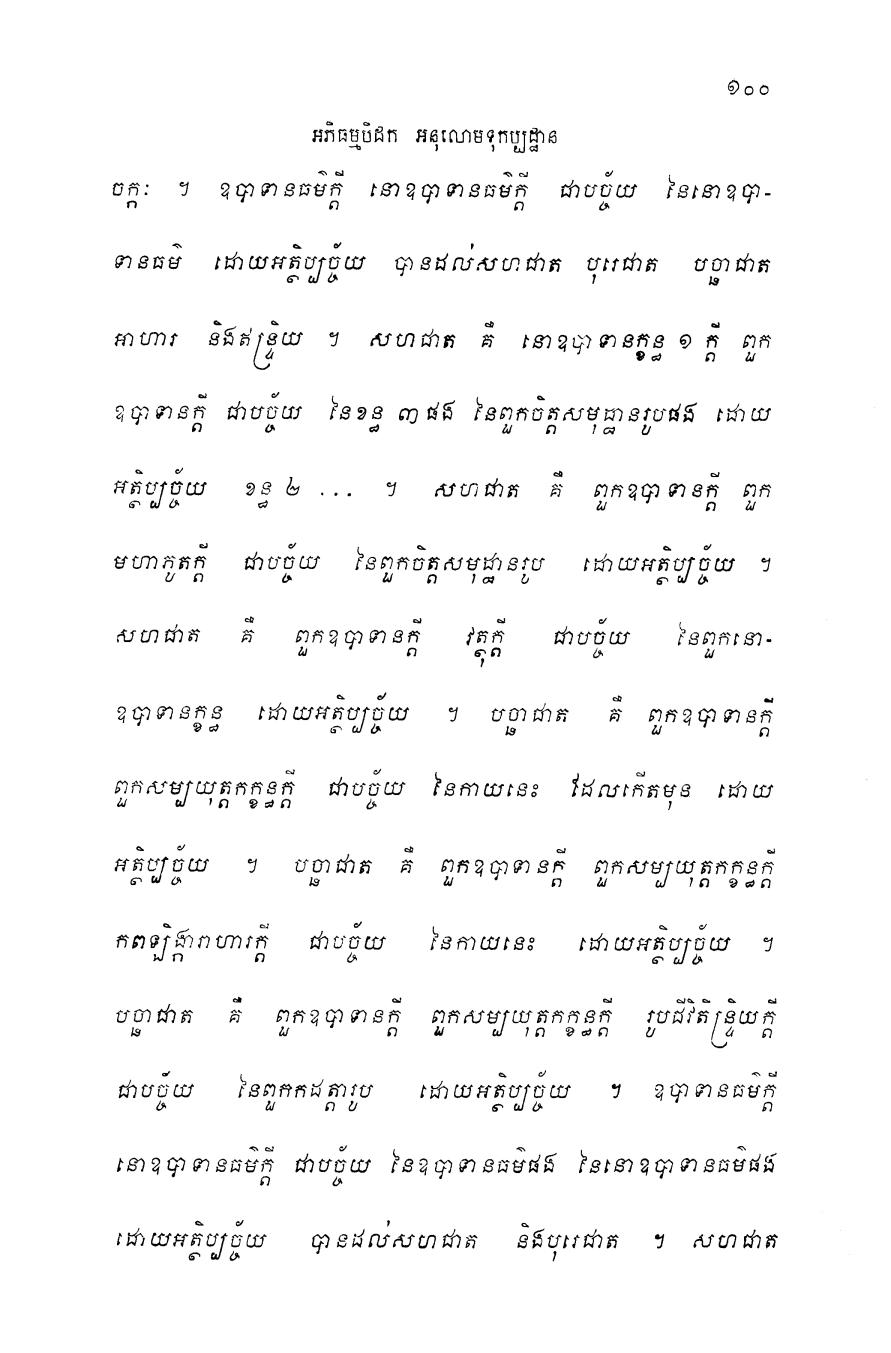 ១០០
អភិធម្មបិដក អនុលោមទុកប្បដ្ឋាន
ចក្កៈ ។ ឧបាទានធម៌ក្តី នោឧបាទានធម៌ក្តី ជាបច្ច័យ នៃនោឧបា-
ទានធម៌ ដោយអត្ថិប្បច្ច័យ បានដល់សហជាត បុរេជាត បច្ឆាជាត
អាហារ និងឥន្ទ្រិយ ។ សហជាត គឺ នោឧបាទានក្ខន្ធ ១ ក្តី ពួក
ឧបាទានក្តី ជាបច្ច័យ នៃខន្ធ ៣ ផង នៃពួកចិត្តសមុដ្ឋានរូបផង ដោយ
អត្ថិប្បច្ច័យ ខន្ធ ២ ... ។ សហជាត គឺ ពួកឧបាទានក្តី ពួក
មហាភូតក្តី ជាបច្ច័យ នៃពួកចិត្តសមុដ្ឋានរូប ដោយអត្ថិប្បច្ច័យ ។
សហជាត គឺ ពួកឧបាទានក្តី វត្ថុក្តី ជាបច្ច័យ នៃពួកនោ-
ឧបាទានក្ខន្ធ ដោយអត្ថិប្បច្ច័យ ។ បច្ឆាជាត គឺ ពួកឧបាទានក្តី
ពួកសម្បយុត្តកក្ខន្ធក្តី ជាបច្ច័យ នៃកាយនេះ ដែលកើតមុន ដោយ
អត្ថិប្បច្ច័យ ។ បច្ឆាជាត គឺ ពួកឧបាទានក្តី ពួកសម្បយុត្តកក្ខន្ធក្តី
កពឡិង្ការាហារក្តី ជាបច្ច័យ នៃកាយនេះ ដោយអត្ថិប្បច្ច័យ ។
បច្ឆាជាត គឺ ពួកឧបាទានក្តី ពួកសម្បយុត្តកក្ខន្ធក្តី រូបជីវិតិន្ទ្រិយក្តី
ជាបច្ច័យ នៃពួកកដត្តារូប ដោយអត្ថិប្បច្ច័យ ។ ឧបាទានធម៌ក្តី
នោឧបាទានធម៌ក្តី ជាបច្ច័យ នៃឧបាទានធម៌ផង នៃនោឧបាទានធម៌ផង
ដោយអត្ថិប្បច្ច័យ បានដល់សហជាត និងបុរេជាត ។ សហជាត